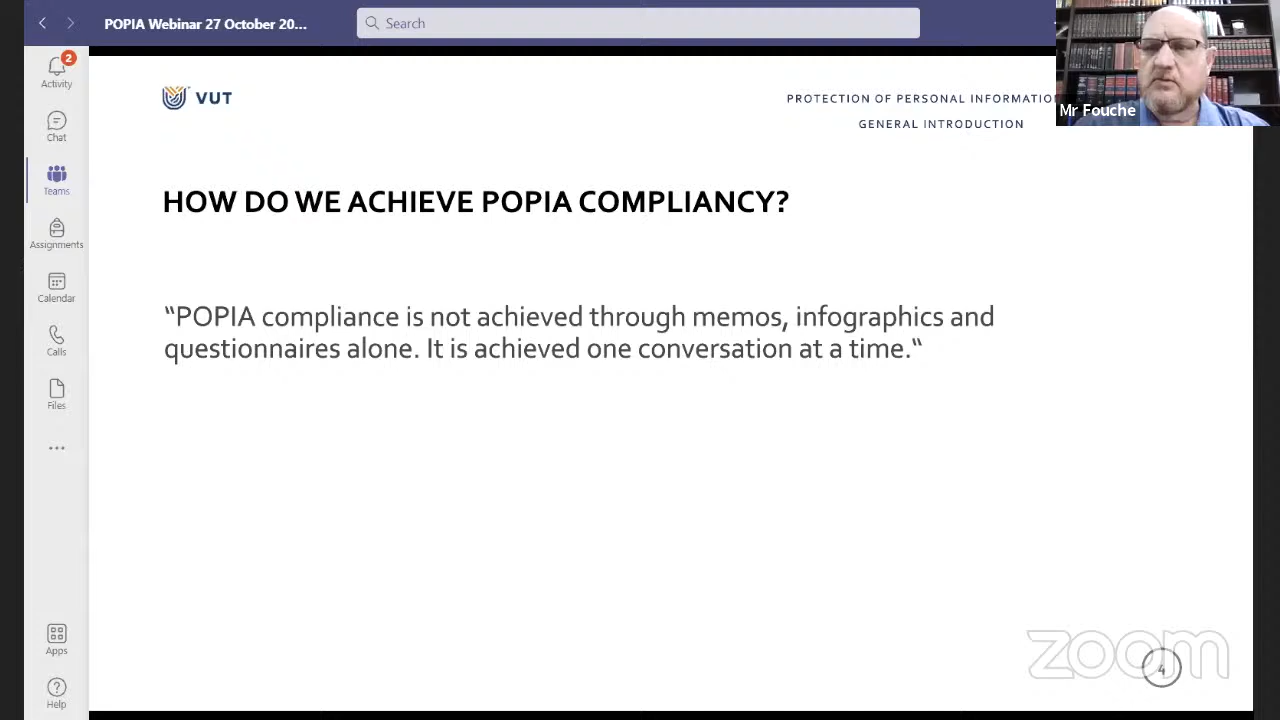 POPIA Webinar 27 October 20...
Search
2
Activity
Chat
Teams
Assignments
Calendar
Calls
Files
...
Apps
Help
VUT
PROTECTION OF PERSONAL INFORMATIO
GENERAL INTRODUCTION
Mr Fouche
HOW DO WE ACHIEVE POPIA COMPLIANCY?
“POPIA compliance is not achieved through memos, infographics and
questionnaires alone. It is achieved one conversation at a time.“
zoom
4